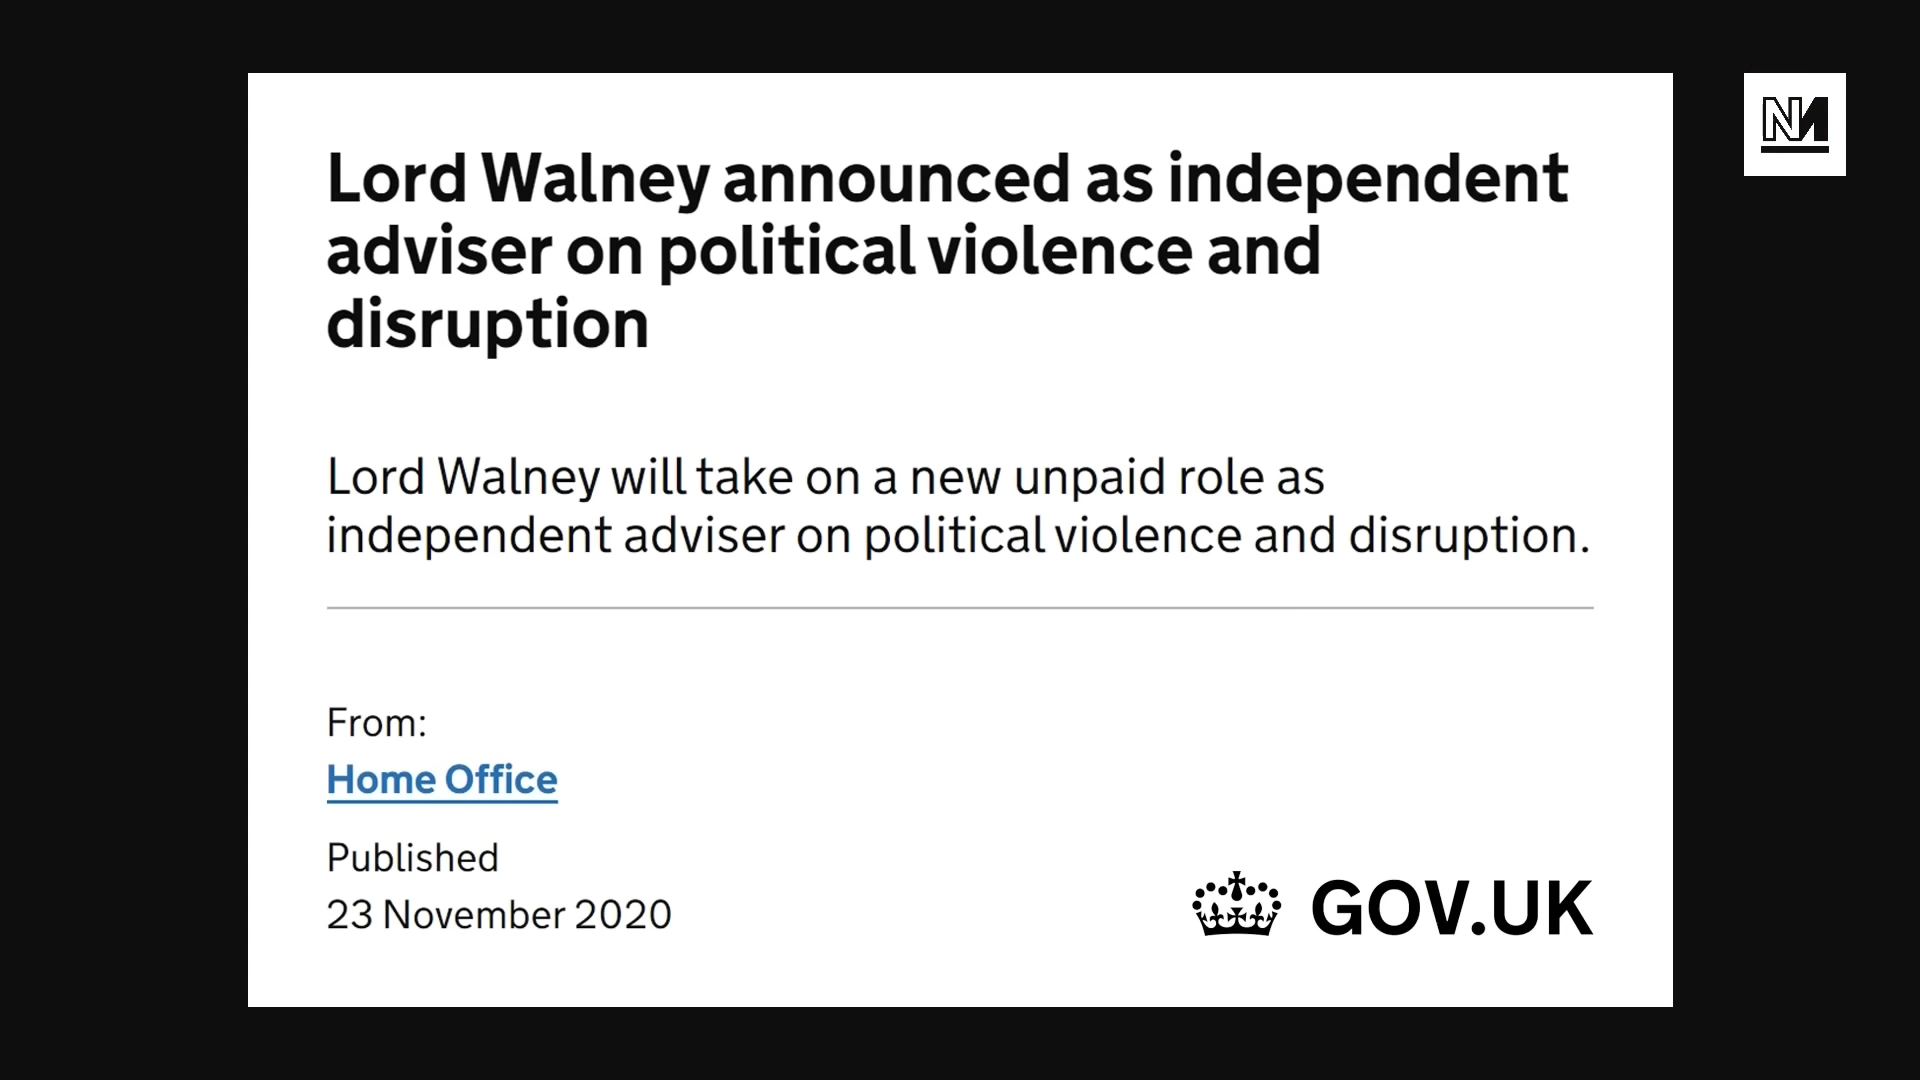 Lord Walney announced as independent
adviser on political violence and
disruption
Lord Walney will take on a new unpaid role as
independent adviser on political violence and disruption.
From:
Home Office
Published
23 November 2020
GOV.UK
NM